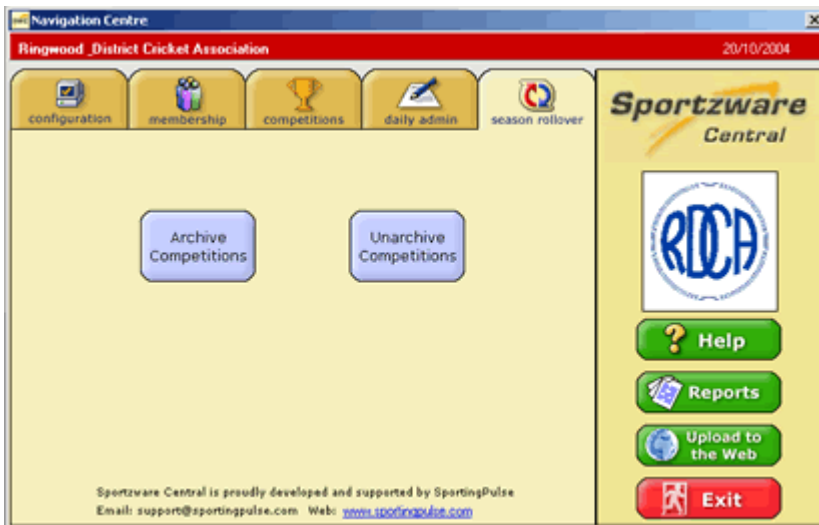 Navigation Centre
Ringwood _District Cricket Association
20/10/2004
configuration
membership
competitions
daily admin
season rollover
Sportzware
Central
Archive
Competitions
Unarchive
Competitions
RDCA
Help
Reports
Upload to
the Web
Exit
Sportzware Central is proudly developed and supported by SportingPulse
Email: support@sportingpulse.com Web: www.sportingpulse.com